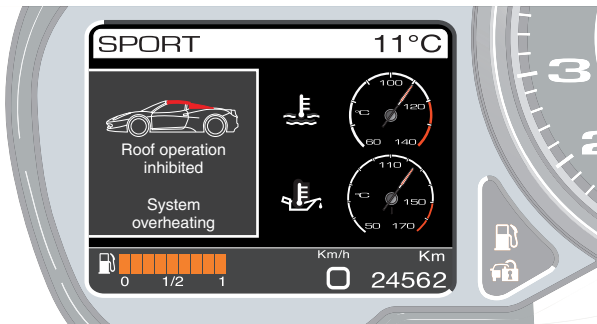 SPORT 11°C
Roof operation
inhibited
System
overheating
100
°C 120
60 140
110
°C 150
50 170
Km/h Km
0 24562
0 1/2 1
3
2